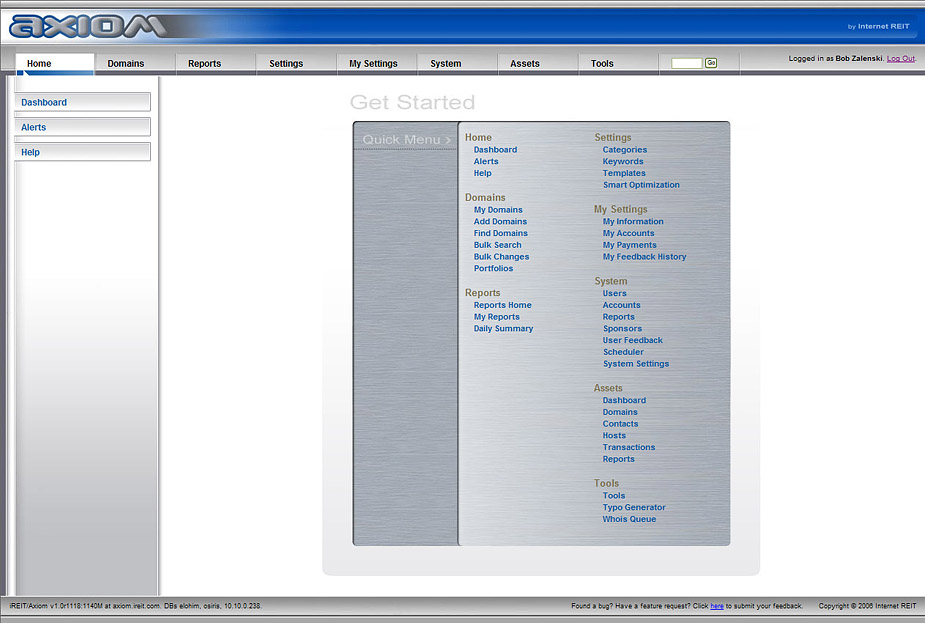 AXIOM
by Internet REIT
Home Domains Reports Settings My Settings System Assets Tools Go
Logged in as Bob Zalenski. Log Out.
Dashboard
Alerts
Help
Get Started
Quick Menu >
Home
Dashboard
Alerts
Help
Domains
My Domains
Add Domains
Find Domains
Bulk Search
Bulk Changes
Portfolios
Reports
Reports Home
My Reports
Daily Summary
Settings
Categories
Keywords
Templates
Smart Optimization
My Settings
My Information
My Accounts
My Payments
My Feedback History
System
Users
Accounts
Reports
Sponsors
User Feedback
Scheduler
System Settings
Assets
Dashboard
Domains
Contacts
Hosts
Transactions
Reports
Tools
Tools
Typo Generator
Whois Queue
iREIT/Axiom v1.0r1118:1140M at axiom.ireit.com. DBs elohim, osiris, 10.10.0.238.
Found a bug? Have a feature request? Click here to submit your feedback.
Copyright © 2006 Internet REIT